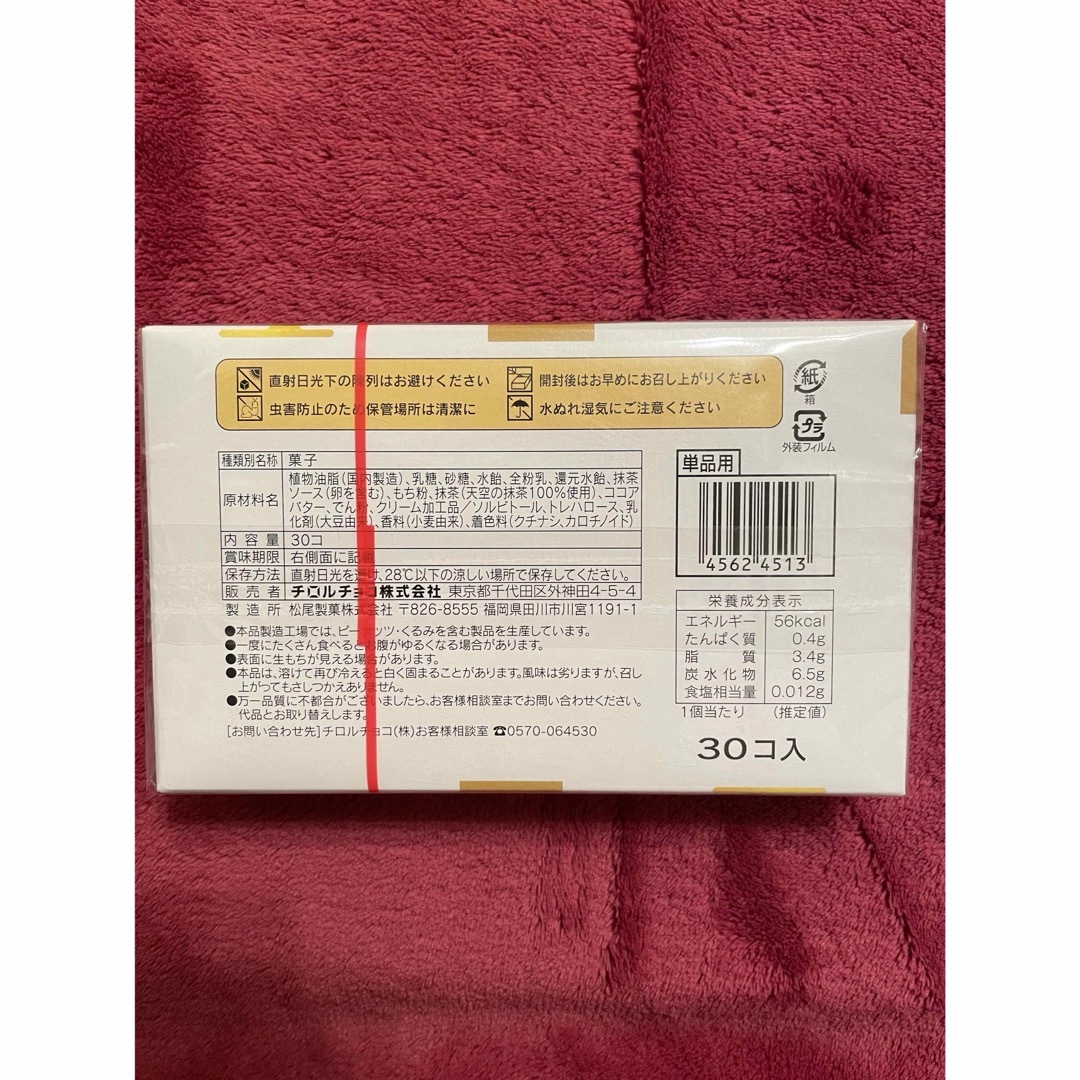 直射日光下の陳列はお避けください
開封後はお早めにお召し上がりください
虫害防止のため保管場所は清潔に
水ぬれ湿気にご注意ください
紙
箱
プラ
外装フィルム
種類別名称 菓子
原材料名 植物油脂(国内製造)、乳糖、砂糖、水飴、全粉乳、還元水飴、抹茶
ソース(卵を含む)、もち粉、抹茶(天空の抹茶100%使用)、ココア
バター、でん粉、クリーム加工品/ソルビトール、トレハロース、乳
化剤(大豆由来)、香料(小麦由来)、着色料(クチナシ、カロチノイド)
内容量 30コ
賞味期限 右側面に記載
保存方法 直射日光を避け、28℃以下の涼しい場所で保存してください。
販売者 チロルチョコ株式会社 東京都千代田区外神田4-5-4
製造所 松尾製菓株式会社 〒826-8555 福岡県田川市川宮1191-1
●本品製造工場では、ピーナッツ・くるみを含む製品を生産しています。
●一度にたくさん食べるとお腹がゆるくなる場合があります。
●表面に生もちが見える場合があります。
●本品は、溶けて再び冷えると白く固まることがあります。風味は劣りますが、召し
上がってもさしつかえありません。
●万一品質に不都合がございましたら、お客様相談室までお問い合わせください。
代品とお取り替えします。
[お問い合わせ先]チロルチョコ(株)お客様相談室 ☎0570-064530
単品用
4562 4513
栄養成分表示
エネルギー 56kcal
たんぱく質 0.4g
脂質 3.4g
炭水化物 6.5g
食塩相当量 0.012g
1個当たり (推定値)
30コ入